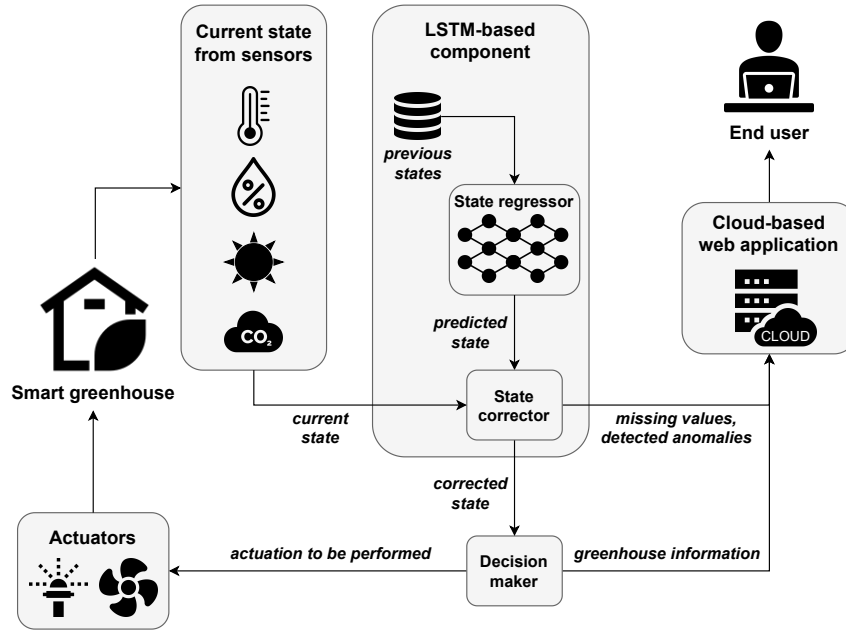 Current state
from sensors
LSTM-based
component
End user
previous
states
State regressor
Cloud-based
web application
CLOUD
CO₂
predicted
state
Smart greenhouse
State
corrector
current
state
missing values,
detected anomalies
corrected
state
Actuators
actuation to be performed
Decision
maker
greenhouse information
%